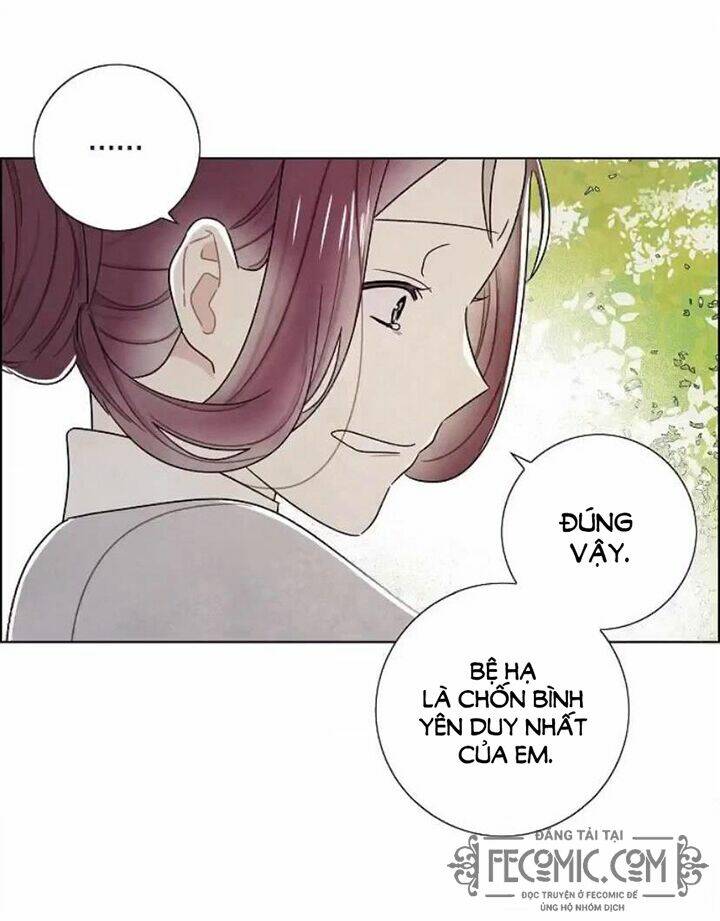 ......
ĐÚNG
VẬY.
BỆ HẠ
LÀ CHỐN BÌNH
YÊN DUY NHẤT
CỦA EM.
ĐĂNG TẢI TẠI
FECOMIC.COM
ĐỌC TRUYỆN Ở FECOMIC ĐỂ
ỦNG HỘ NHÓM DỊCH